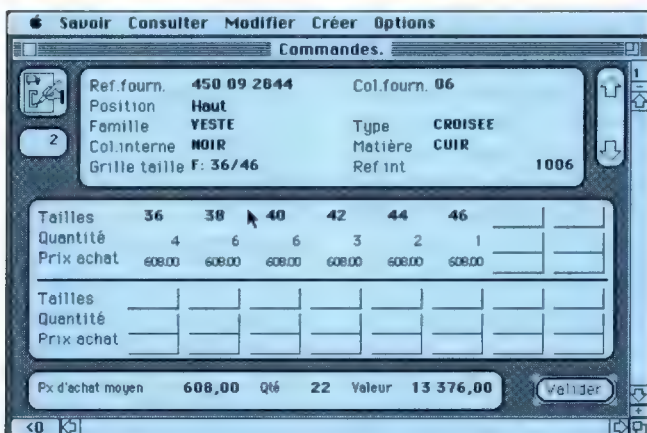 Savoir Consulter Modifier Créer Options
Commandes.
Ref.fourn. 450 09 2844 Col.fourn. 06
Position Haut
Famille YESTE Type CROISEE
Col.interne NOIR Matière CUIR
Grille taille F: 36/46 Ref int 1006
2
1
Tailles 36 38 40 42 44 46
Quantité 4 6 6 3 2 1
Prix achat 608.00 608.00 608.00 608.00 608.00 608.00
Tailles
Quantité
Prix achat
Px d'achat moyen 608,00 Qté 22 Valeur 13 376,00 Valider
<0